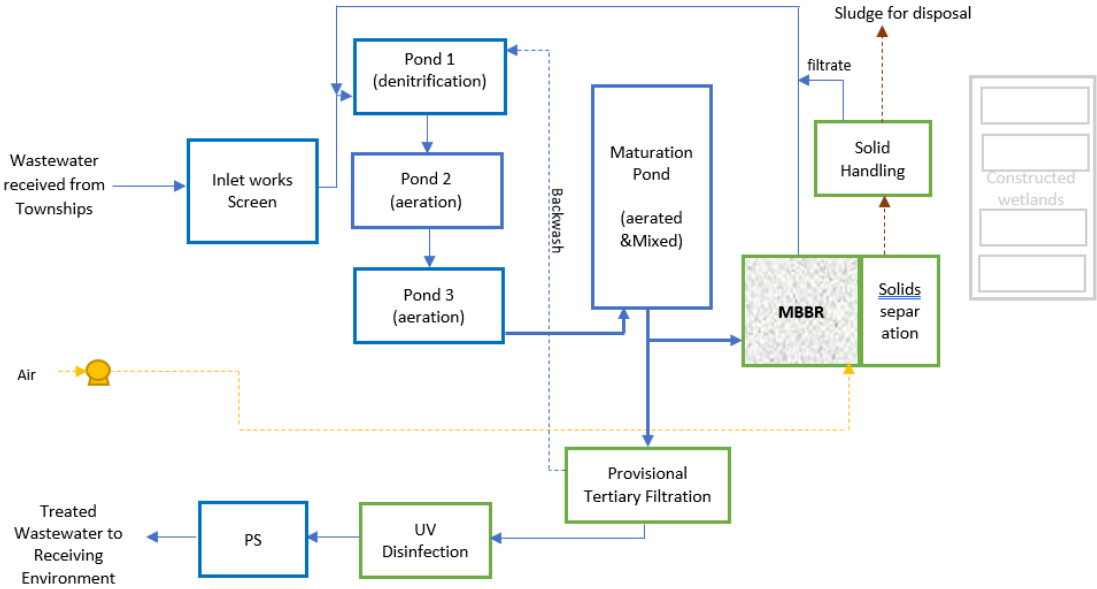 Sludge for disposal
Pond 1
(denitrification)
filtrate
Wastewater
received from
Townships
Inlet works
Screen
Pond 2
(aeration)
Maturation
Pond
(aerated
&Mixed)
Solid
Handling
Constructed
wetlands
Backwash
Pond 3
(aeration)
MBBR
Solids
separ
ation
Air
Provisional
Tertiary Filtration
Treated
Wastewater to
Receiving
Environment
PS
UV
Disinfection